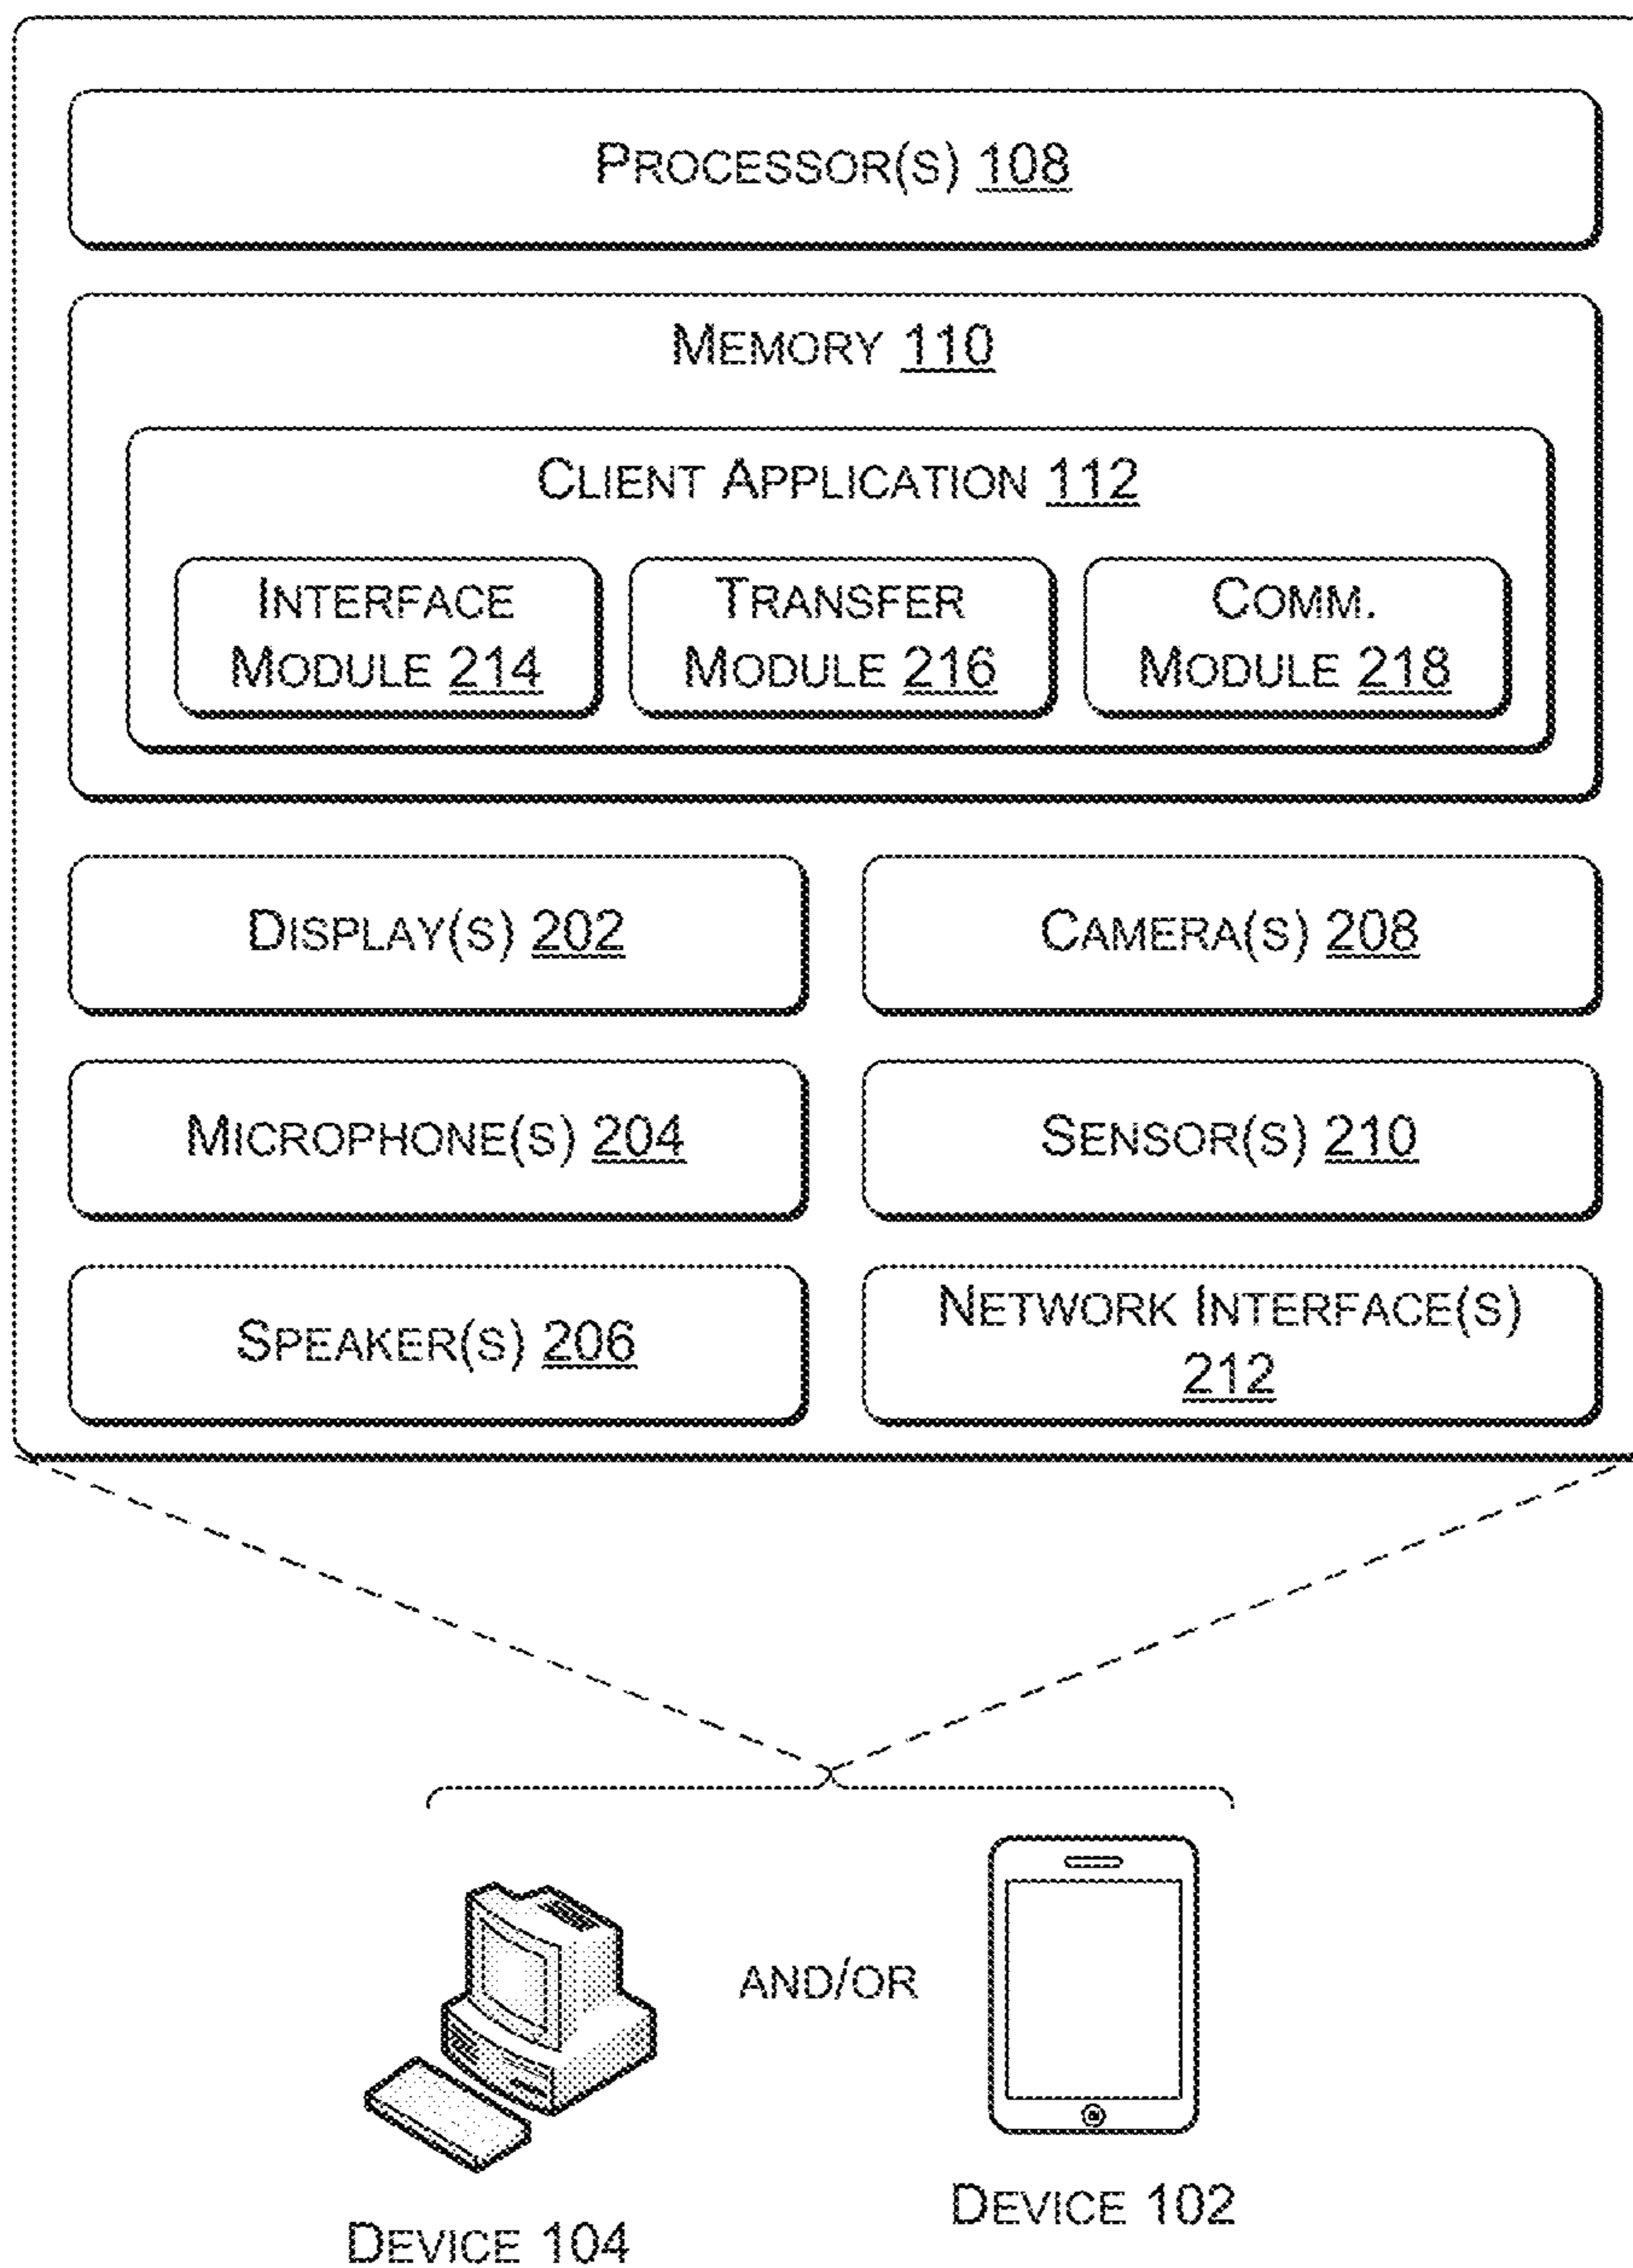 PROCESSOR(S) 108
MEMORY 110
CLIENT APPLICATION 112
INTERFACE
MODULE 214
TRANSFER
MODULE 216
COMM.
MODULE 218
DISPLAY(S) 202
CAMERA(S) 208
MICROPHONE(S) 204
SENSOR(S) 210
SPEAKER(S) 206
NETWORK INTERFACE(S)
212
AND/OR
DEVICE 104
DEVICE 102